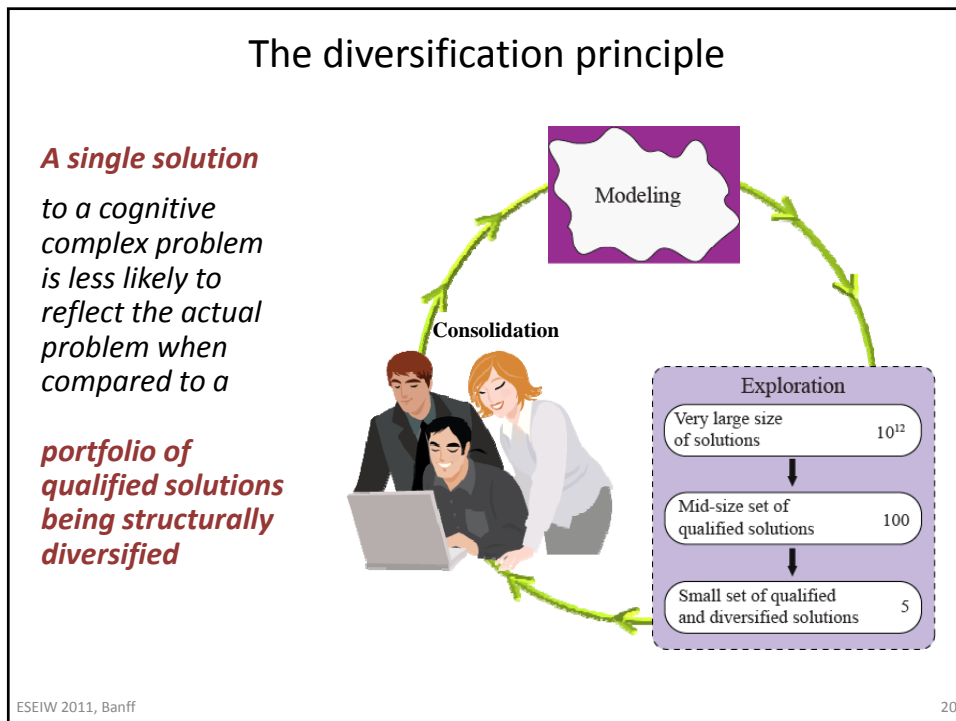 The diversification principle
A single solution
to a cognitive
complex problem
is less likely to
reflect the actual
problem when
compared to a
portfolio of
qualified solutions
being structurally
diversified
Modeling
Consolidation
Exploration
Very large size
of solutions 10¹²
Mid-size set of
qualified solutions 100
Small set of qualified
and diversified solutions 5
ESEIW 2011, Banff
20